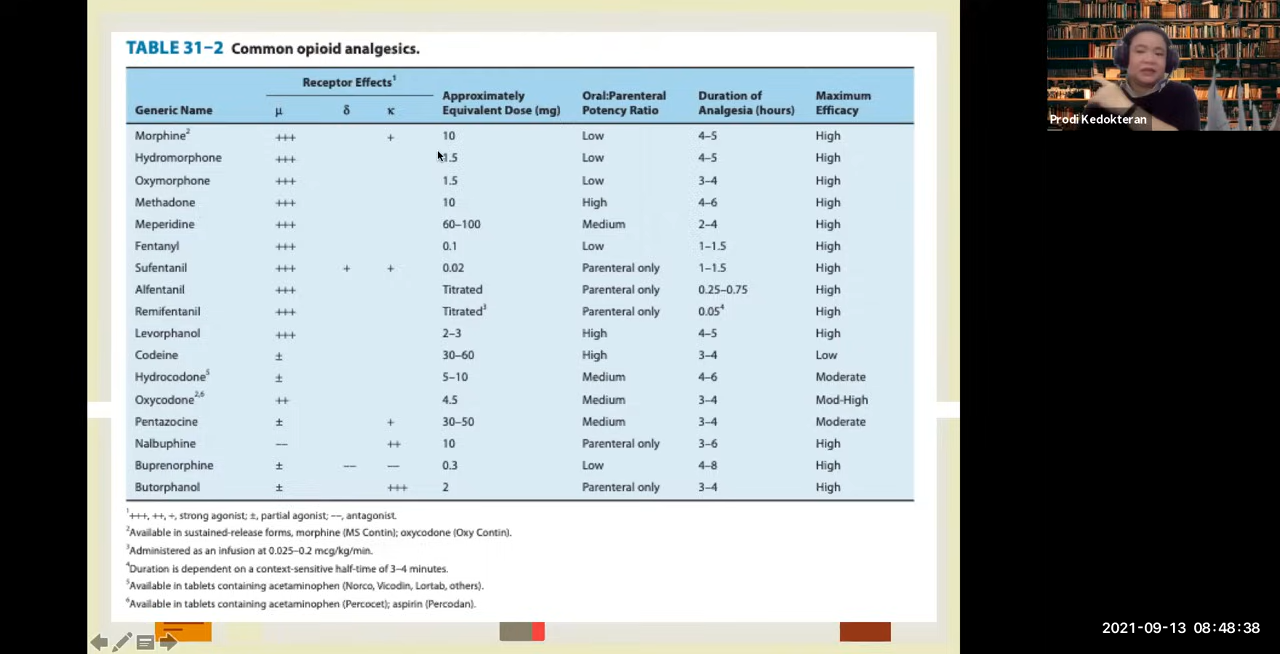 TABLE 31–2 Common opioid analgesics.
Receptor Effects¹
Generic Name μ δ κ Approximately Equivalent Dose (mg) Oral:Parenteral Potency Ratio Duration of Analgesia (hours) Maximum Efficacy
Morphine² +++ + 10 Low 4–5 High
Hydromorphone +++ 1.5 Low 4–5 High
Oxymorphone +++ 1.5 Low 3–4 High
Methadone +++ 10 High 4–6 High
Meperidine +++ 60–100 Medium 2–4 High
Fentanyl +++ 0.1 Low 1–1.5 High
Sufentanil +++ + + 0.02 Parenteral only 1–1.5 High
Alfentanil +++ Titrated Parenteral only 0.25–0.75 High
Remifentanil +++ Titrated³ Parenteral only 0.05⁴ High
Levorphanol +++ 2–3 High 4–5 High
Codeine ± 30–60 High 3–4 Low
Hydrocodone⁵ ± 5–10 Medium 4–6 Moderate
Oxycodone²,⁶ ++ 4.5 Medium 3–4 Mod-High
Pentazocine ± + 30–50 Medium 3–4 Moderate
Nalbuphine –– ++ 10 Parenteral only 3–6 High
Buprenorphine ± –– –– 0.3 Low 4–8 High
Butorphanol ± +++ 2 Parenteral only 3–4 High
¹+++, ++, +, strong agonist; ±, partial agonist; ––, antagonist.
²Available in sustained-release forms, morphine (MS Contin); oxycodone (Oxy Contin).
³Administered as an infusion at 0.025–0.2 mcg/kg/min.
⁴Duration is dependent on a context-sensitive half-time of 3–4 minutes.
⁵Available in tablets containing acetaminophen (Norco, Vicodin, Lortab, others).
⁶Available in tablets containing acetaminophen (Percocet); aspirin (Percodan).
Prodi Kedokteran
2021-09-13 08:48:38